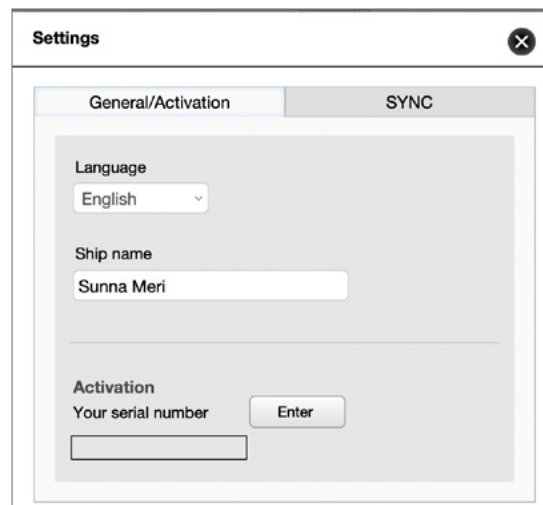 Settings
General/Activation SYNC
Language
English
Ship name
Sunna Meri
Activation
Your serial number Enter